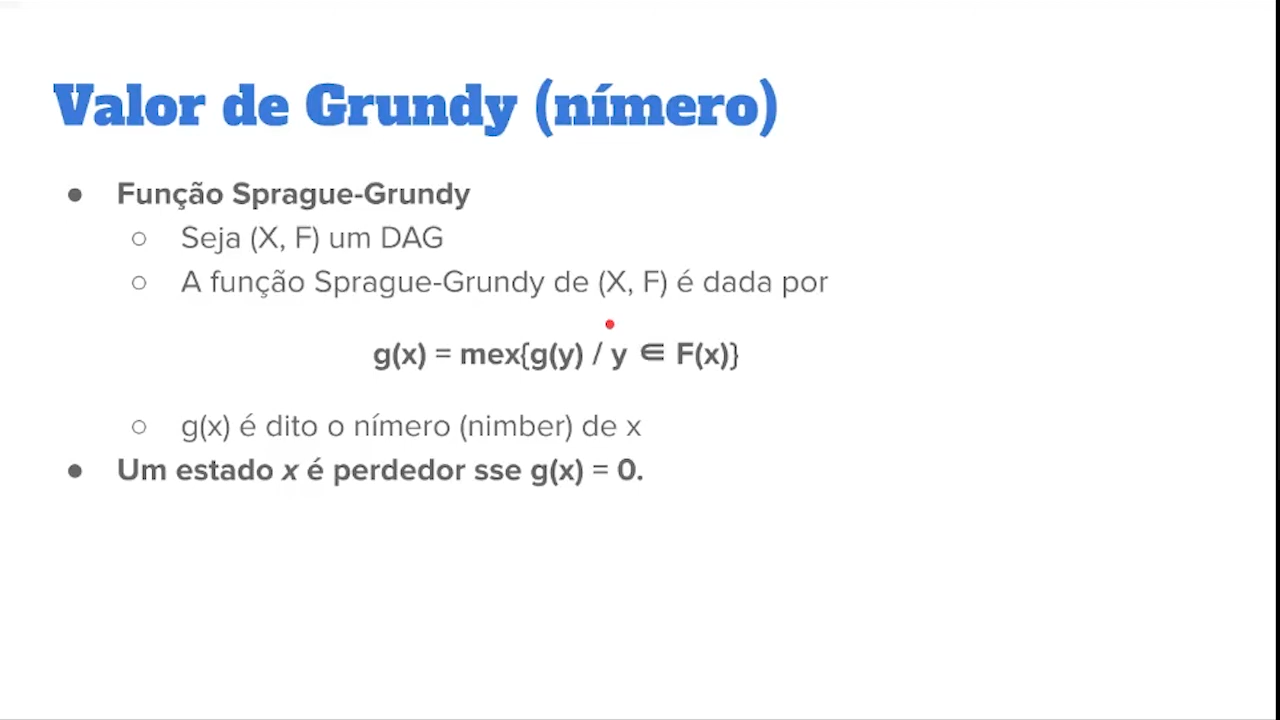 Valor de Grundy (nímero)
● Função Sprague-Grundy
○ Seja (X, F) um DAG
○ A função Sprague-Grundy de (X, F) é dada por
g(x) = mex{g(y) / y ∈ F(x)}
○ g(x) é dito o nímero (nimber) de x
● Um estado x é perdedor sse g(x) = 0.